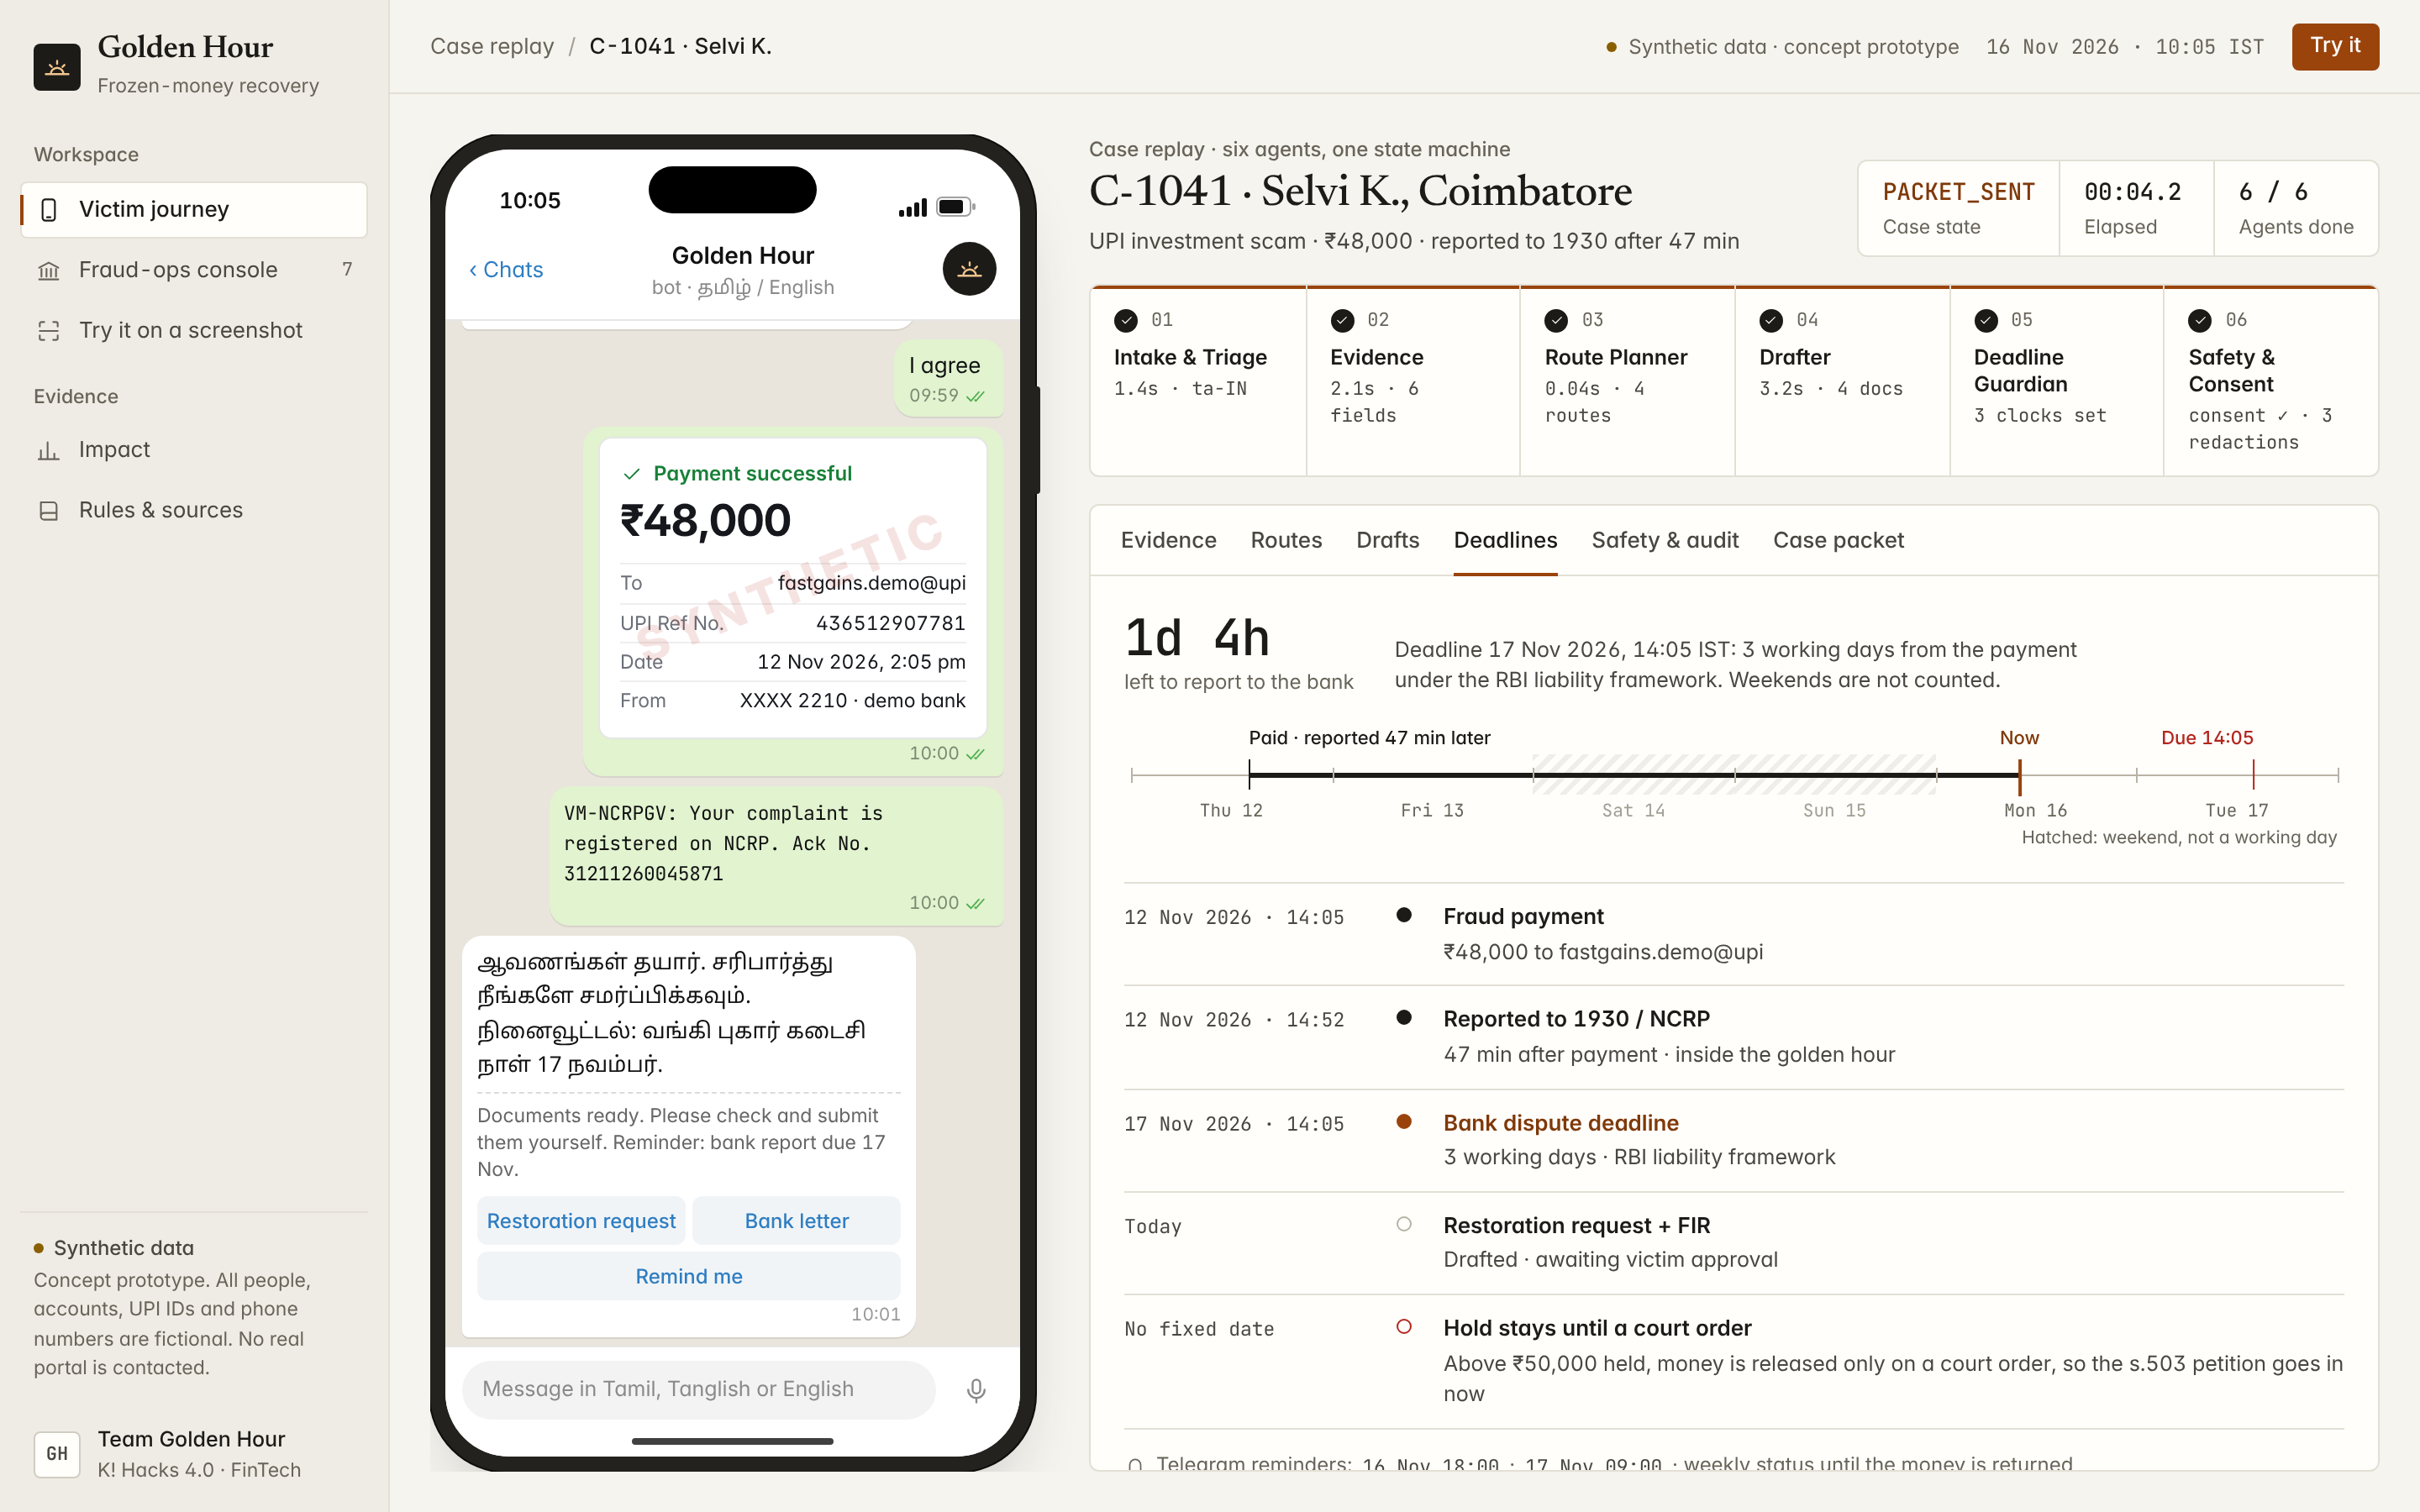 Golden Hour
Frozen-money recovery
Workspace
Victim journey
Fraud-ops console 7
Try it on a screenshot
Evidence
Impact
Rules & sources
Synthetic data
Concept prototype. All people,
accounts, UPI IDs and phone
numbers are fictional. No real
portal is contacted.
GH
Team Golden Hour
K! Hacks 4.0 · FinTech
Case replay / C-1041 · Selvi K.
Synthetic data · concept prototype
16 Nov 2026 · 10:05 IST
Try it
10:05
‹ Chats
Golden Hour
bot · தமிழ் / English
I agree
09:59
Payment successful
₹48,000
SYNTHETIC
To fastgains.demo@upi
UPI Ref No. 436512907781
Date 12 Nov 2026, 2:05 pm
From XXXX 2210 · demo bank
10:00
VM-NCRPGV: Your complaint is
registered on NCRP. Ack No.
31211260045871
10:00
ஆவணங்கள் தயார். சரிபார்த்து
நீங்களே சமர்ப்பிக்கவும்.
நினைவூட்டல்: வங்கி புகார் கடைசி
நாள் 17 நவம்பர்.
Documents ready. Please check and submit
them yourself. Reminder: bank report due 17
Nov.
Restoration request
Bank letter
Remind me
10:01
Message in Tamil, Tanglish or English
Case replay · six agents, one state machine
C-1041 · Selvi K., Coimbatore
UPI investment scam · ₹48,000 · reported to 1930 after 47 min
PACKET_SENT
Case state
00:04.2
Elapsed
6 / 6
Agents done
01
Intake & Triage
1.4s · ta-IN
02
Evidence
2.1s · 6
fields
03
Route Planner
0.04s · 4
routes
04
Drafter
3.2s · 4 docs
05
Deadline
Guardian
3 clocks set
06
Safety &
Consent
consent ✓ · 3
redactions
Evidence Routes Drafts Deadlines Safety & audit Case packet
1d 4h
left to report to the bank
Deadline 17 Nov 2026, 14:05 IST: 3 working days from the payment
under the RBI liability framework. Weekends are not counted.
Paid · reported 47 min later
Now
Due 14:05
Thu 12 Fri 13 Sat 14 Sun 15 Mon 16 Tue 17
Hatched: weekend, not a working day
12 Nov 2026 · 14:05
Fraud payment
₹48,000 to fastgains.demo@upi
12 Nov 2026 · 14:52
Reported to 1930 / NCRP
47 min after payment · inside the golden hour
17 Nov 2026 · 14:05
Bank dispute deadline
3 working days · RBI liability framework
Today
Restoration request + FIR
Drafted · awaiting victim approval
No fixed date
Hold stays until a court order
Above ₹50,000 held, money is released only on a court order, so the s.503 petition goes in
now
Telegram reminders: 16 Nov 18:00 · 17 Nov 09:00 · weekly status until the money is returned